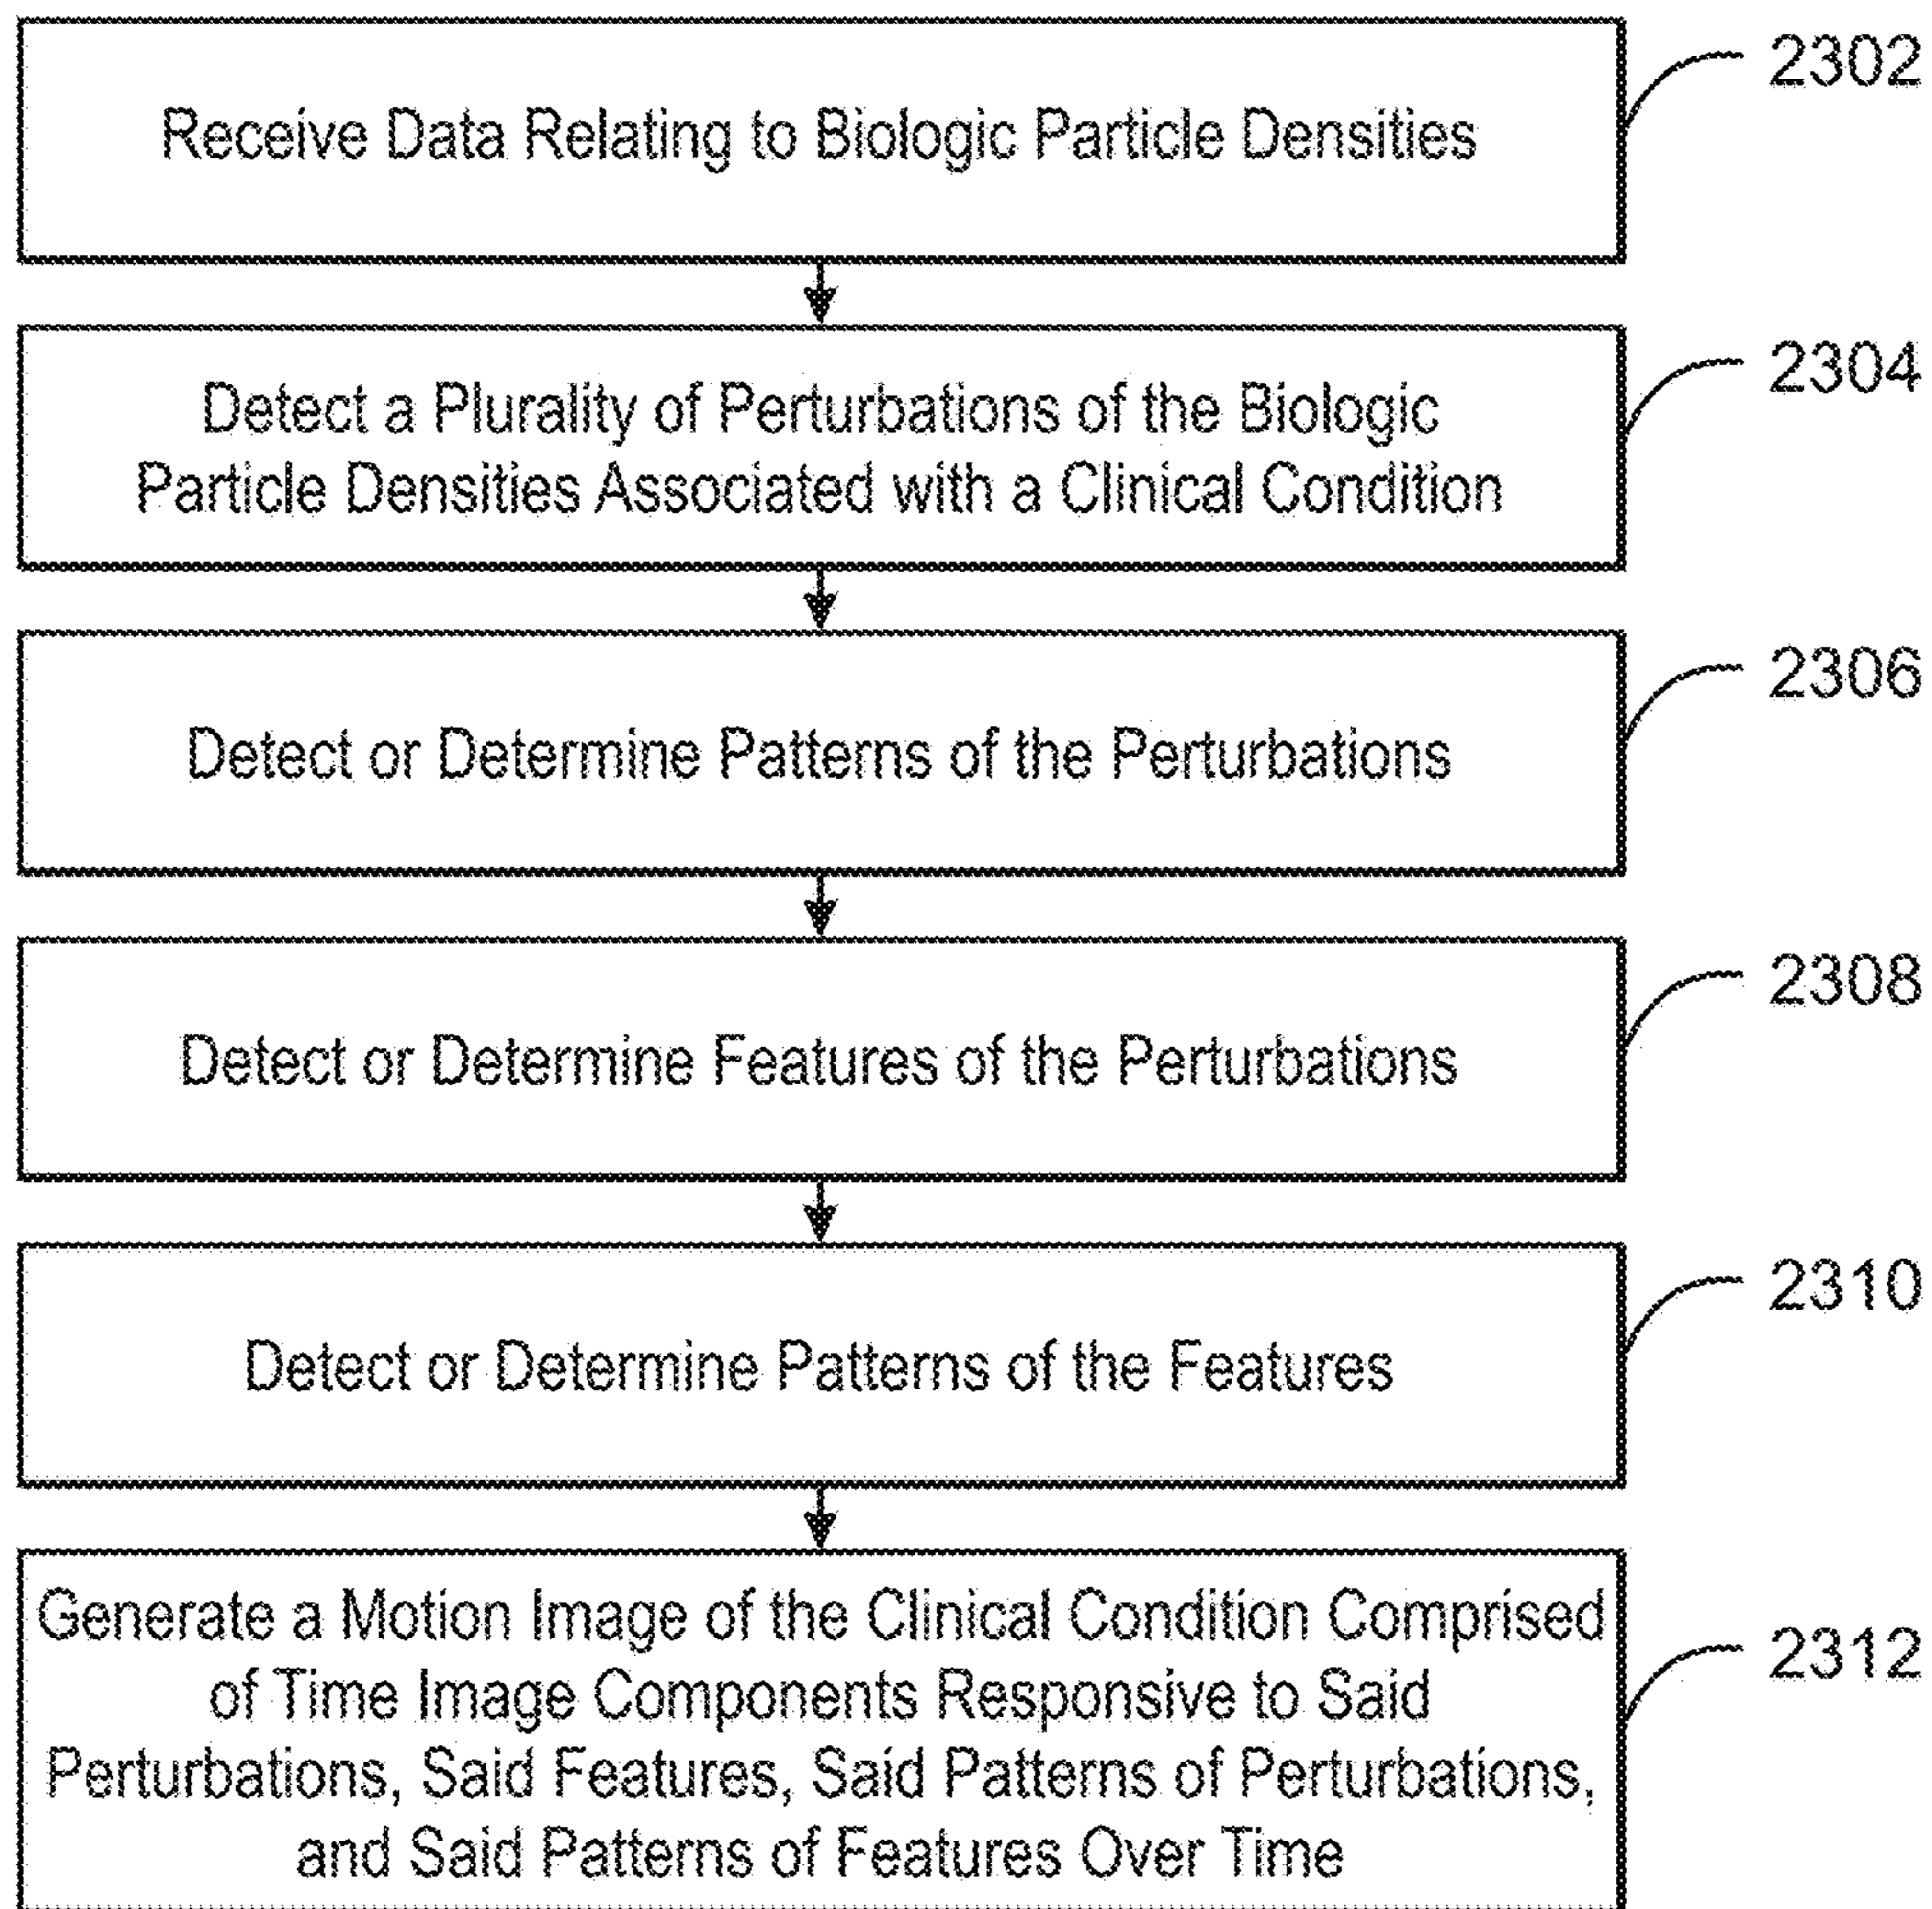 Receive Data Relating to Biologic Particle Densities
2302
Detect a Plurality of Perturbations of the Biologic
Particle Densities Associated with a Clinical Condition
2304
Detect or Determine Patterns of the Perturbations
2306
Detect or Determine Features of the Perturbations
2308
Detect or Determine Patterns of the Features
2310
Generate a Motion Image of the Clinical Condition Comprised
of Time Image Components Responsive to Said
Perturbations, Said Features, Said Patterns of Perturbations,
and Said Patterns of Features Over Time
2312